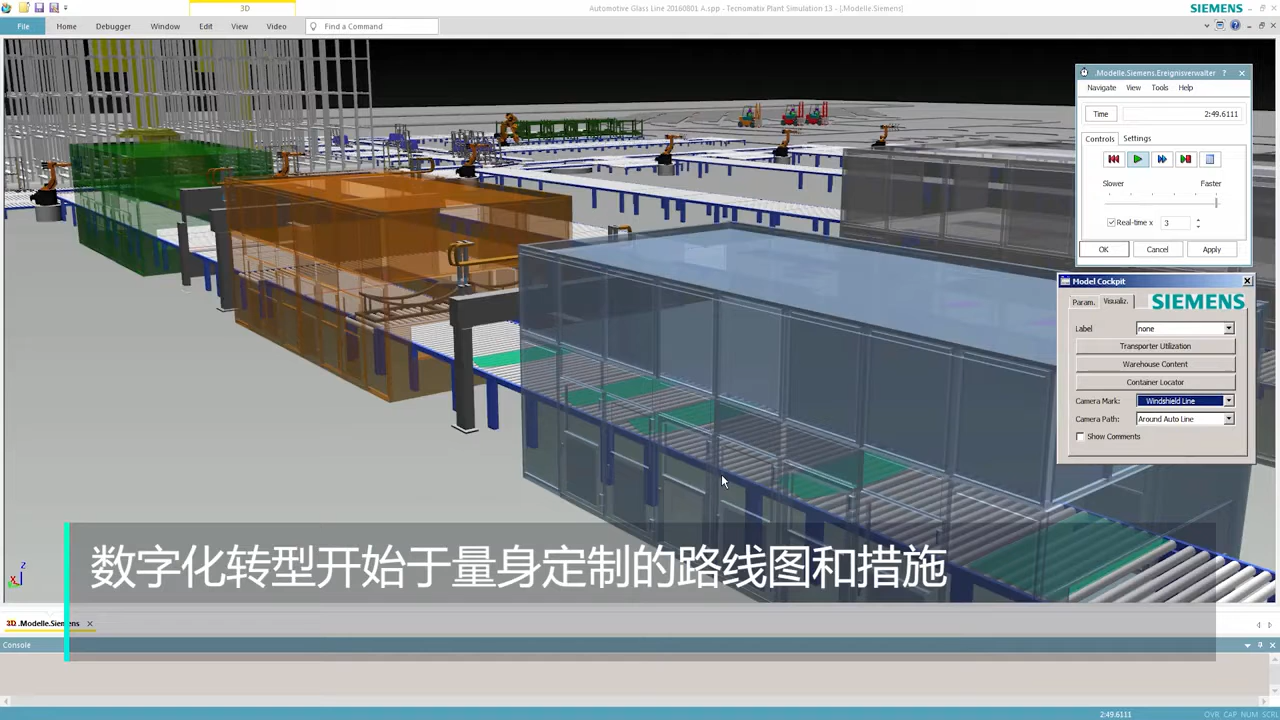 3D
Automotive Glass Line 20160801 A.spp - Tecnomatix Plant Simulation 13 - [.Modelle.Siemens]
SIEMENS
File Home Debugger Window Edit View Video Find a Command
.Modelle.Siemens.Ereignisverwalter ?
Navigate View Tools Help
Time 2:49.6111
Controls Settings
Slower Faster
Real-time x 3
OK Cancel Apply
Model Cockpit
Param. Visualiz. SIEMENS
Label none
Transporter Utilization
Warehouse Content
Container Locator
Camera Mark: Windshield Line
Camera Path: Around Auto Line
Show Comments
数字化转型开始于量身定制的路线图和措施
z
x
3D .Modelle.Siemens
Console
2:49.6111 OVR CAP NUM SCRL